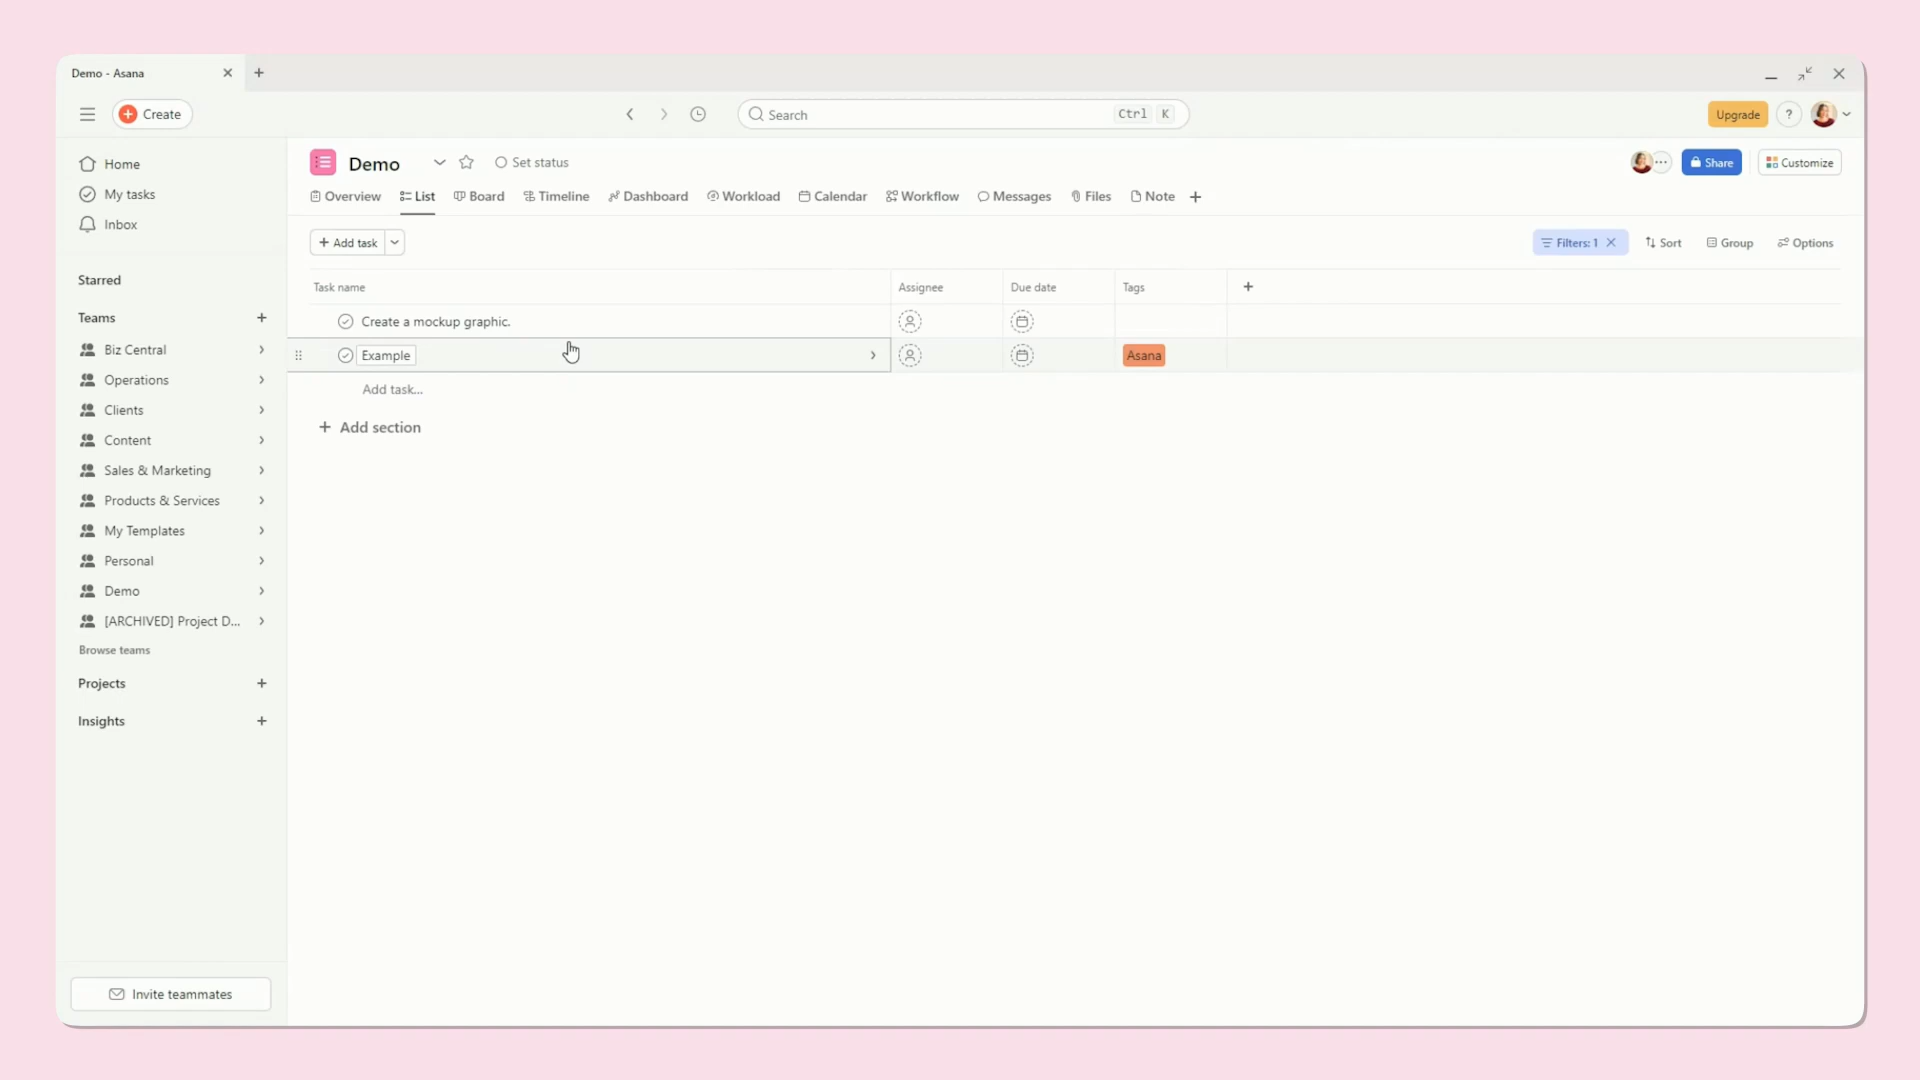 Demo - Asana
Create
Search
Ctrl K
Upgrade
?
Home
My tasks
Inbox
Starred
Teams
Biz Central
Operations
Clients
Content
Sales & Marketing
Products & Services
My Templates
Personal
Demo
[ARCHIVED] Project D...
Browse teams
Projects
Insights
Invite teammates
Demo
Set status
Share
Customize
Overview List Board Timeline Dashboard Workload Calendar Workflow Messages Files Note
Add task
Filters: 1
Sort
Group
Options
Task name Assignee Due date Tags
Create a mockup graphic.
Example Asana
Add task...
Add section